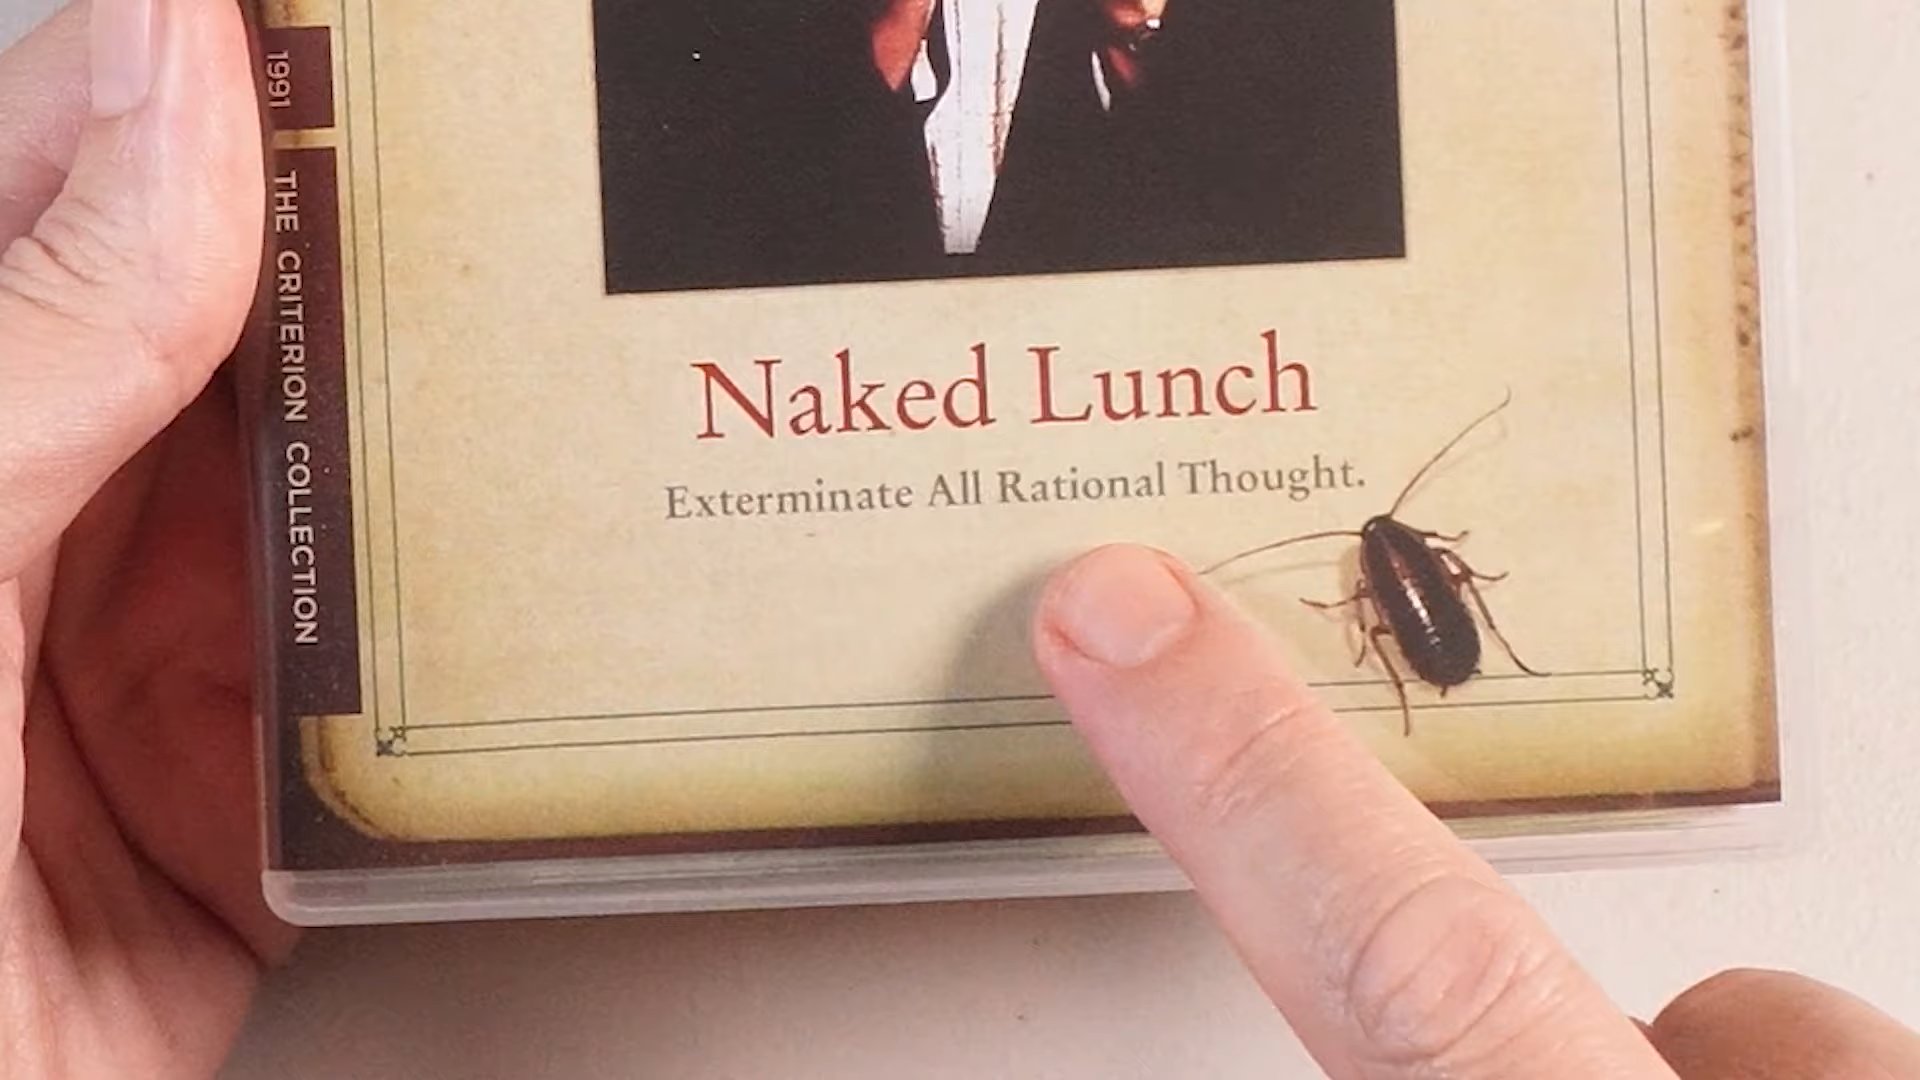 1991
THE CRITERION COLLECTION
Naked Lunch
Exterminate All Rational Thought.